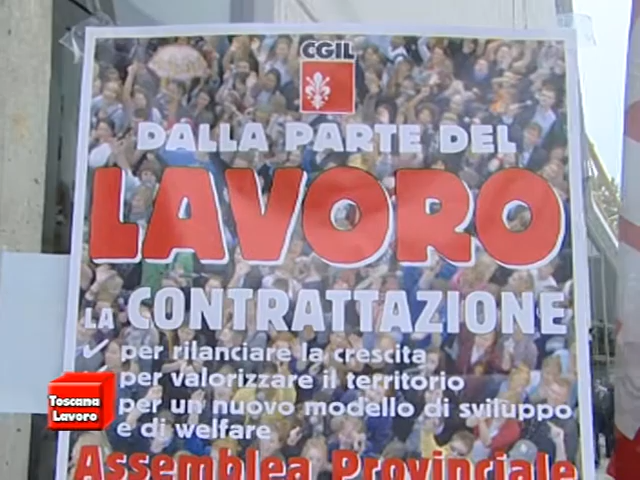 CGIL
DALLA PARTE DEL
LAVORO
LA CONTRATTAZIONE
✓ per rilanciare la crescita
✓ per valorizzare il territorio
per un nuovo modello di sviluppo
e di welfare
Assemblea Provinciale
Toscana
Lavoro